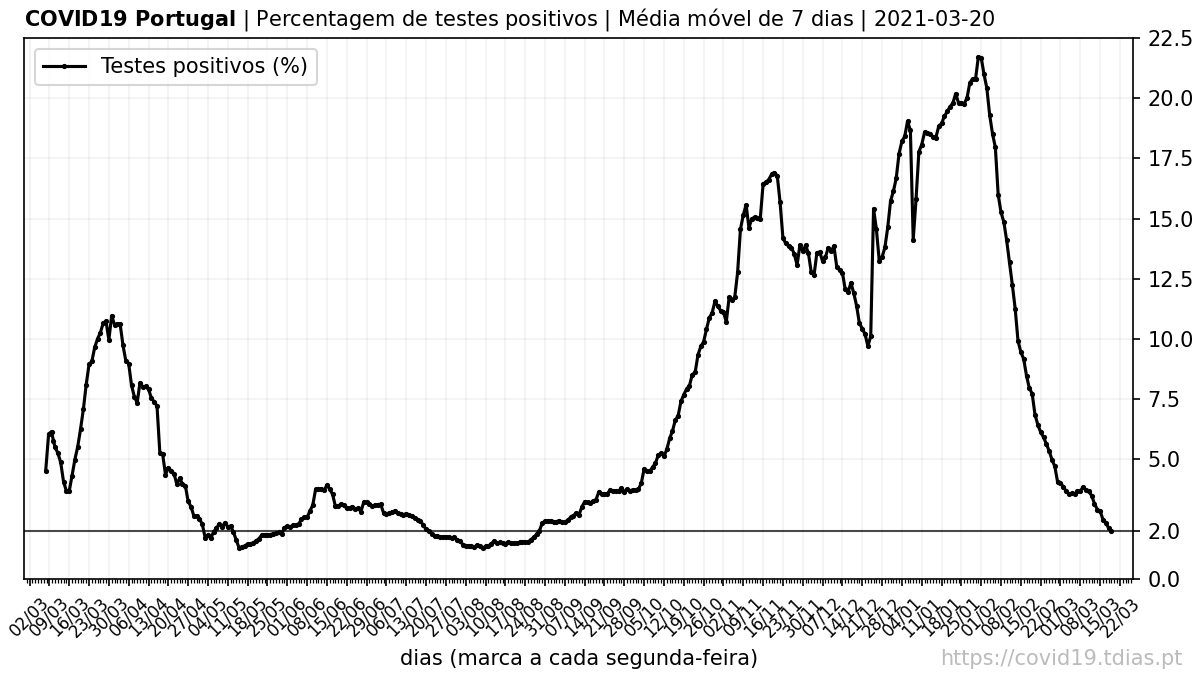 COVID19 Portugal | Percentagem de testes positivos | Média móvel de 7 dias | 2021-03-20
Testes positivos (%)
22.5
20.0
17.5
15.0
12.5
10.0
7.5
5.0
2.0
0.0
02/03 09/03 16/03 23/03 30/03 06/04 13/04 20/04 27/04 04/05 11/05 18/05 25/05 01/06 08/06 15/06 22/06 29/06 06/07 13/07 20/07 27/07 03/08 10/08 17/08 24/08 31/08 07/09 14/09 21/09 28/09 05/10 12/10 19/10 26/10 02/11 09/11 16/11 23/11 30/11 07/12 14/12 21/12 28/12 04/01 11/01 18/01 25/01 01/02 08/02 15/02 22/02 01/03 08/03 15/03 22/03
dias (marca a cada segunda-feira)
https://covid19.tdias.pt